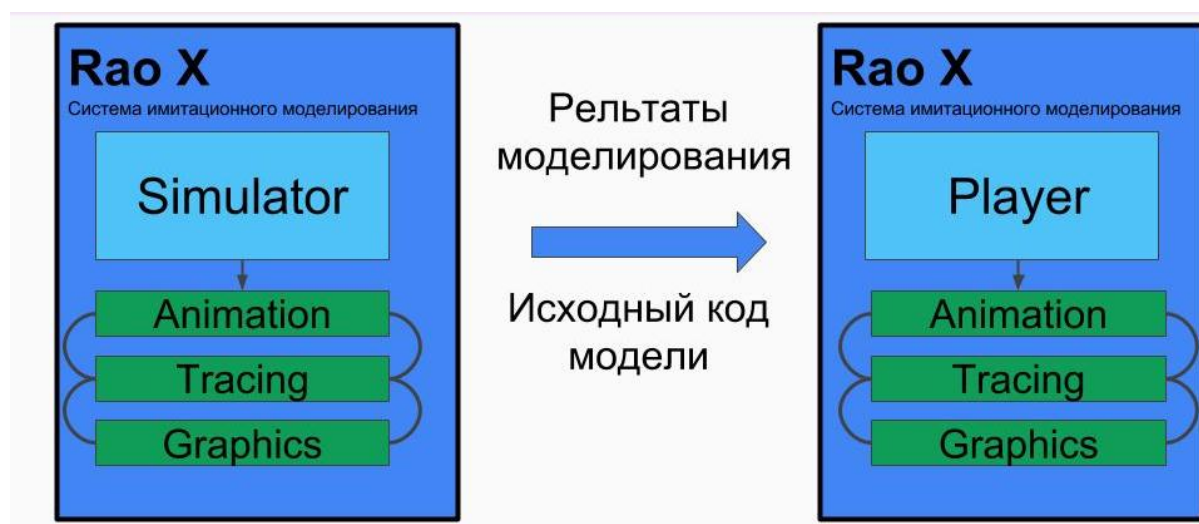 Rao X
Система имитационного моделирования
Simulator
Animation
Tracing
Graphics
Рельтаты
моделирования
Исходный код
модели
Rao X
Система имитационного моделирования
Player
Animation
Tracing
Graphics